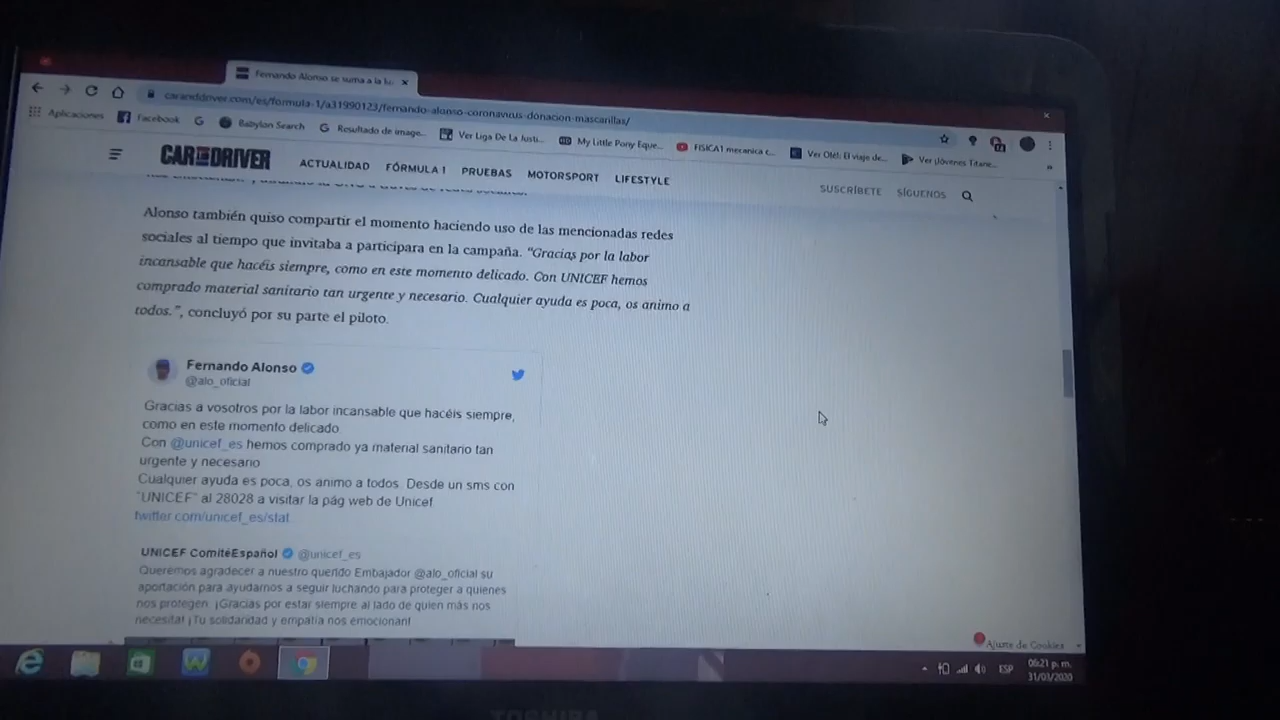 Fernando Alonso se suma a la lu
caranddriver.com/es/formula-1/a31990123/fernando-alonso-coronavirus-donacion-mascarillas/
Aplicaciones Facebook Babylon Search Resultado de image... Ver Liga De La Justi... My Little Pony Eque... FISICA1 mecanica c... Ver Olé!: El viaje de... Ver ¡Jóvenes Titane...
CAR AND DRIVER ACTUALIDAD FÓRMULA 1 PRUEBAS MOTORSPORT LIFESTYLE SUSCRÍBETE SÍGUENOS
Alonso también quiso compartir el momento haciendo uso de las mencionadas redes
sociales al tiempo que invitaba a participara en la campaña. "Gracias por la labor
incansable que hacéis siempre, como en este momento delicado. Con UNICEF hemos
comprado material sanitario tan urgente y necesario. Cualquier ayuda es poca, os animo a
todos.", concluyó por su parte el piloto.
Fernando Alonso
@alo_oficial
Gracias a vosotros por la labor incansable que hacéis siempre,
como en este momento delicado.
Con @unicef_es hemos comprado ya material sanitario tan
urgente y necesario
Cualquier ayuda es poca, os animo a todos. Desde un sms con
"UNICEF" al 28028 a visitar la pág web de Unicef
twitter.com/unicef_es/stat
UNICEF ComitéEspañol @unicef_es
Queremos agradecer a nuestro querido Embajador @alo_oficial su
aportación para ayudarnos a seguir luchando para proteger a quienes
nos protegen. ¡Gracias por estar siempre al lado de quien más nos
necesita! ¡Tu solidaridad y empatía nos emocionan!
Ajuste de Cookies
ESP
06:21 p. m.
31/03/2020
TOSHIBA